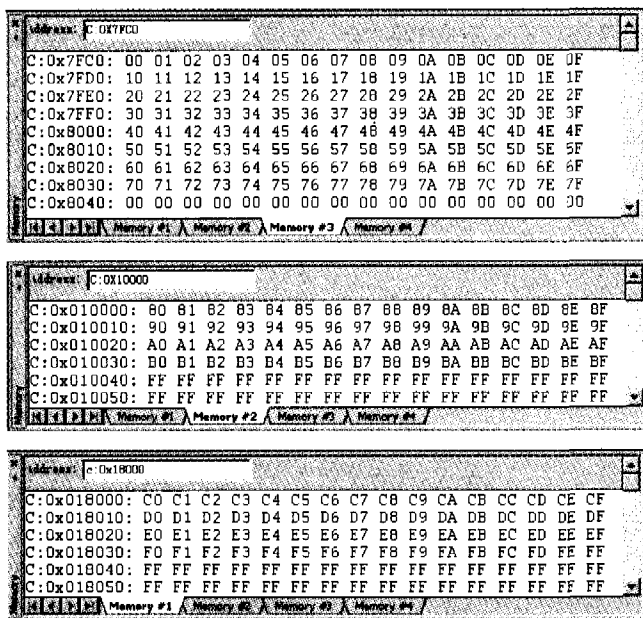 Address: C:0X7FC0
C:0x7FC0: 00 01 02 03 04 05 06 07 08 09 0A 0B 0C 0D 0E 0F
C:0x7FD0: 10 11 12 13 14 15 16 17 18 19 1A 1B 1C 1D 1E 1F
C:0x7FE0: 20 21 22 23 24 25 26 27 28 29 2A 2B 2C 2D 2E 2F
C:0x7FF0: 30 31 32 33 34 35 36 37 38 39 3A 3B 3C 3D 3E 3F
C:0x8000: 40 41 42 43 44 45 46 47 48 49 4A 4B 4C 4D 4E 4F
C:0x8010: 50 51 52 53 54 55 56 57 58 59 5A 5B 5C 5D 5E 5F
C:0x8020: 60 61 62 63 64 65 66 67 68 69 6A 6B 6C 6D 6E 6F
C:0x8030: 70 71 72 73 74 75 76 77 78 79 7A 7B 7C 7D 7E 7F
C:0x8040: 00 00 00 00 00 00 00 00 00 00 00 00 00 00 00 00
Memory
Memory #1 Memory #2 Memory #3 Memory #4
Address: C:0X10000
C:0x010000: 80 81 82 83 84 85 86 87 88 89 8A 8B 8C 8D 8E 8F
C:0x010010: 90 91 92 93 94 95 96 97 98 99 9A 9B 9C 9D 9E 9F
C:0x010020: A0 A1 A2 A3 A4 A5 A6 A7 A8 A9 AA AB AC AD AE AF
C:0x010030: B0 B1 B2 B3 B4 B5 B6 B7 B8 B9 BA BB BC BD BE BF
C:0x010040: FF FF FF FF FF FF FF FF FF FF FF FF FF FF FF FF
C:0x010050: FF FF FF FF FF FF FF FF FF FF FF FF FF FF FF FF
Memory
Memory #1 Memory #2 Memory #3 Memory #4
Address: c:0x18000
C:0x018000: C0 C1 C2 C3 C4 C5 C6 C7 C8 C9 CA CB CC CD CE CF
C:0x018010: D0 D1 D2 D3 D4 D5 D6 D7 D8 D9 DA DB DC DD DE DF
C:0x018020: E0 E1 E2 E3 E4 E5 E6 E7 E8 E9 EA EB EC ED EE EF
C:0x018030: F0 F1 F2 F3 F4 F5 F6 F7 F8 F9 FA FB FC FD FE FF
C:0x018040: FF FF FF FF FF FF FF FF FF FF FF FF FF FF FF FF
C:0x018050: FF FF FF FF FF FF FF FF FF FF FF FF FF FF FF FF
Memory
Memory #1 Memory #2 Memory #3 Memory #4